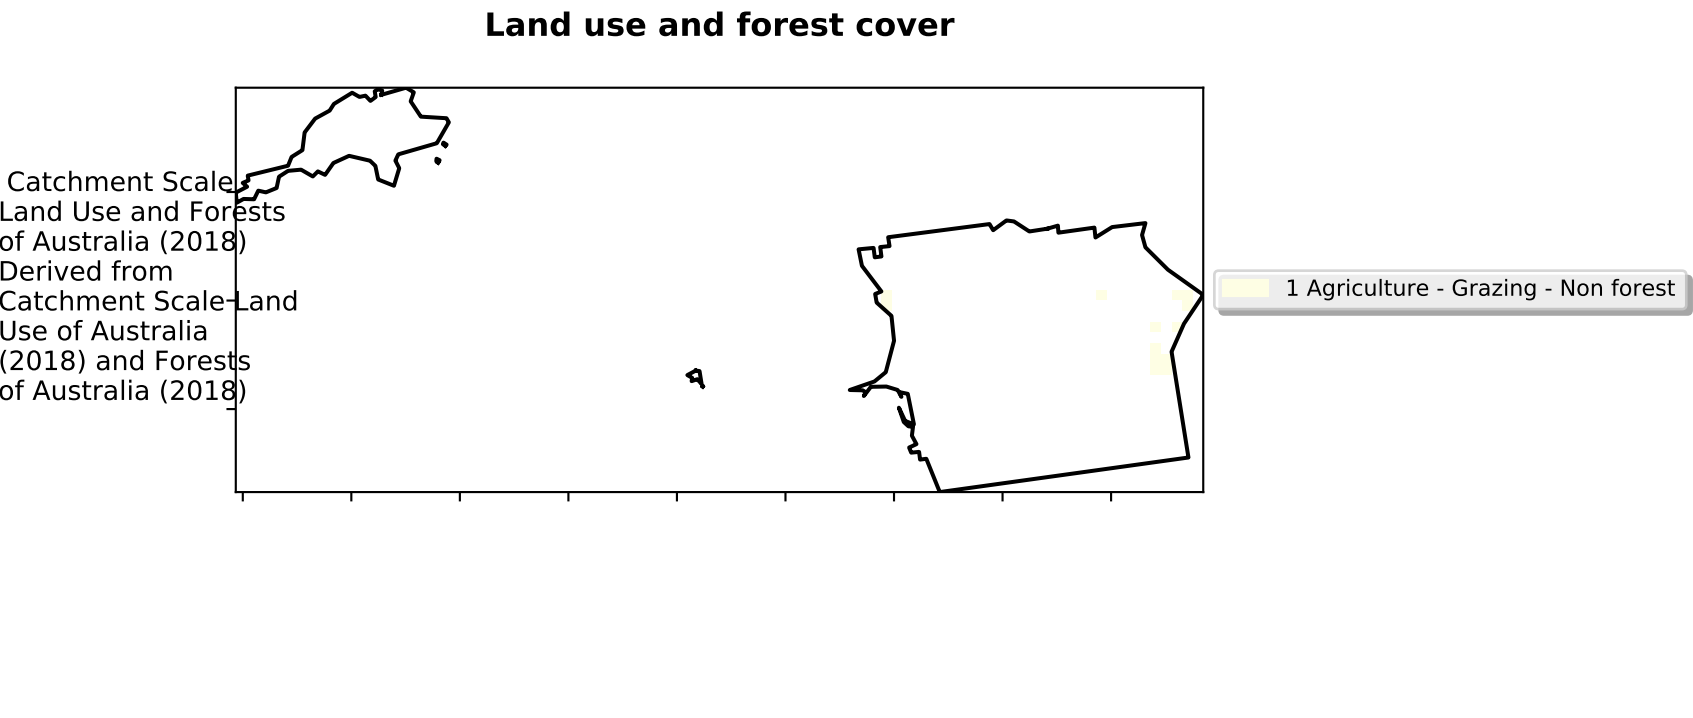 Land use and forest cover
Catchment Scale
Land Use and Forests
of Australia (2018)
Derived from
Catchment Scale Land
Use of Australia
(2018) and Forests
of Australia (2018)
1 Agriculture - Grazing - Non forest